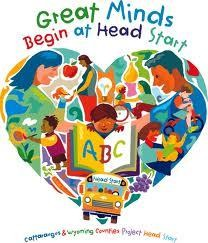 Great Minds
Begin at Head Start
ABC
Head Start
Cattaraugus & Wyoming Counties Project Head Start